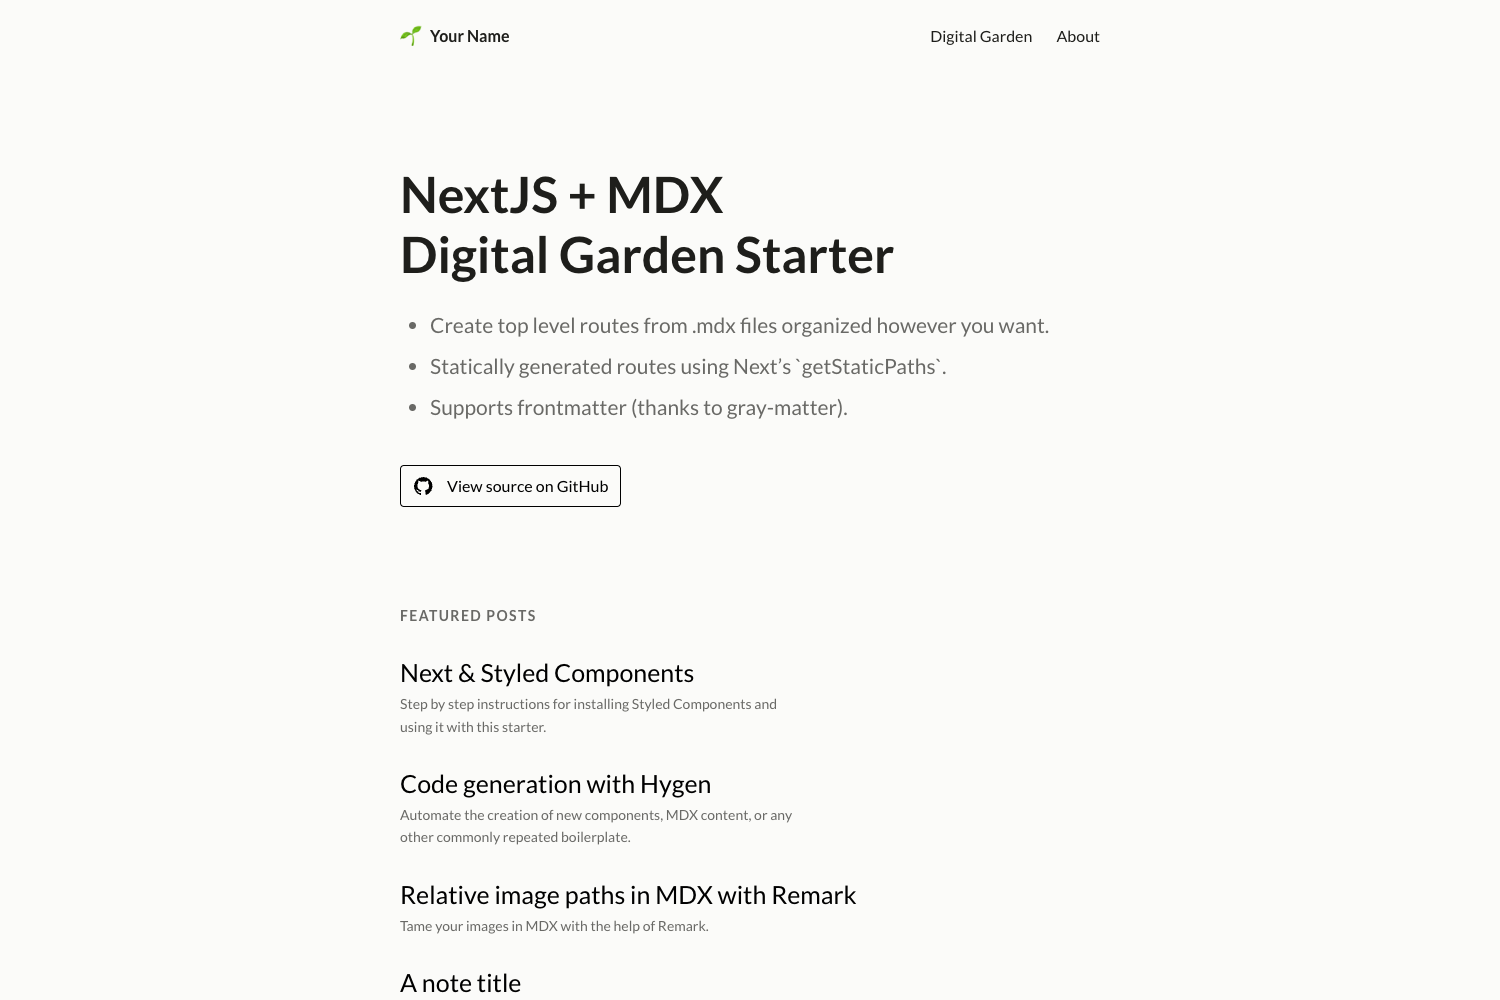 Your Name
Digital Garden
About
NextJS + MDX
Digital Garden Starter
• Create top level routes from .mdx files organized however you want.
• Statically generated routes using Next’s `getStaticPaths`.
• Supports frontmatter (thanks to gray-matter).
View source on GitHub
FEATURED POSTS
Next & Styled Components
Step by step instructions for installing Styled Components and
using it with this starter.
Code generation with Hygen
Automate the creation of new components, MDX content, or any
other commonly repeated boilerplate.
Relative image paths in MDX with Remark
Tame your images in MDX with the help of Remark.
A note title